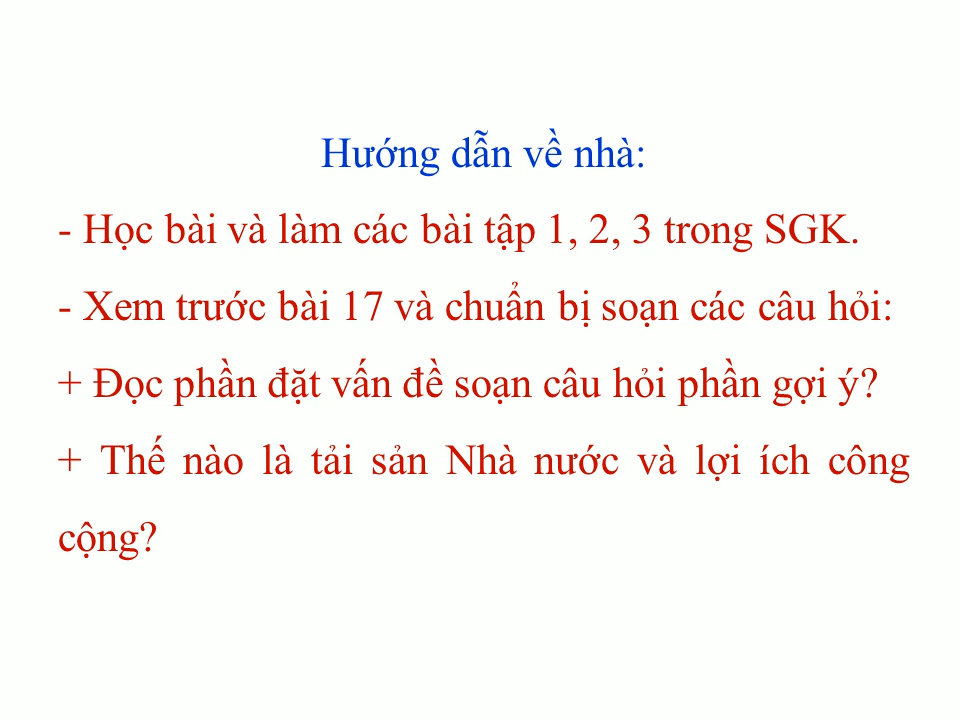 Hướng dẫn về nhà:
- Học bài và làm các bài tập 1, 2, 3 trong SGK.
- Xem trước bài 17 và chuẩn bị soạn các câu hỏi:
+ Đọc phần đặt vấn đề soạn câu hỏi phần gợi ý?
+ Thế nào là tải sản Nhà nước và lợi ích công
cộng?